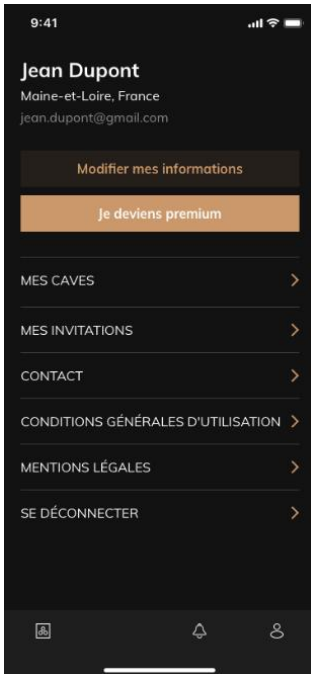 9:41
Jean Dupont
Maine-et-Loire, France
jean.dupont@gmail.com
Modifier mes informations
Je deviens premium
MES CAVES
MES INVITATIONS
CONTACT
CONDITIONS GÉNÉRALES D'UTILISATION
MENTIONS LÉGALES
SE DÉCONNECTER